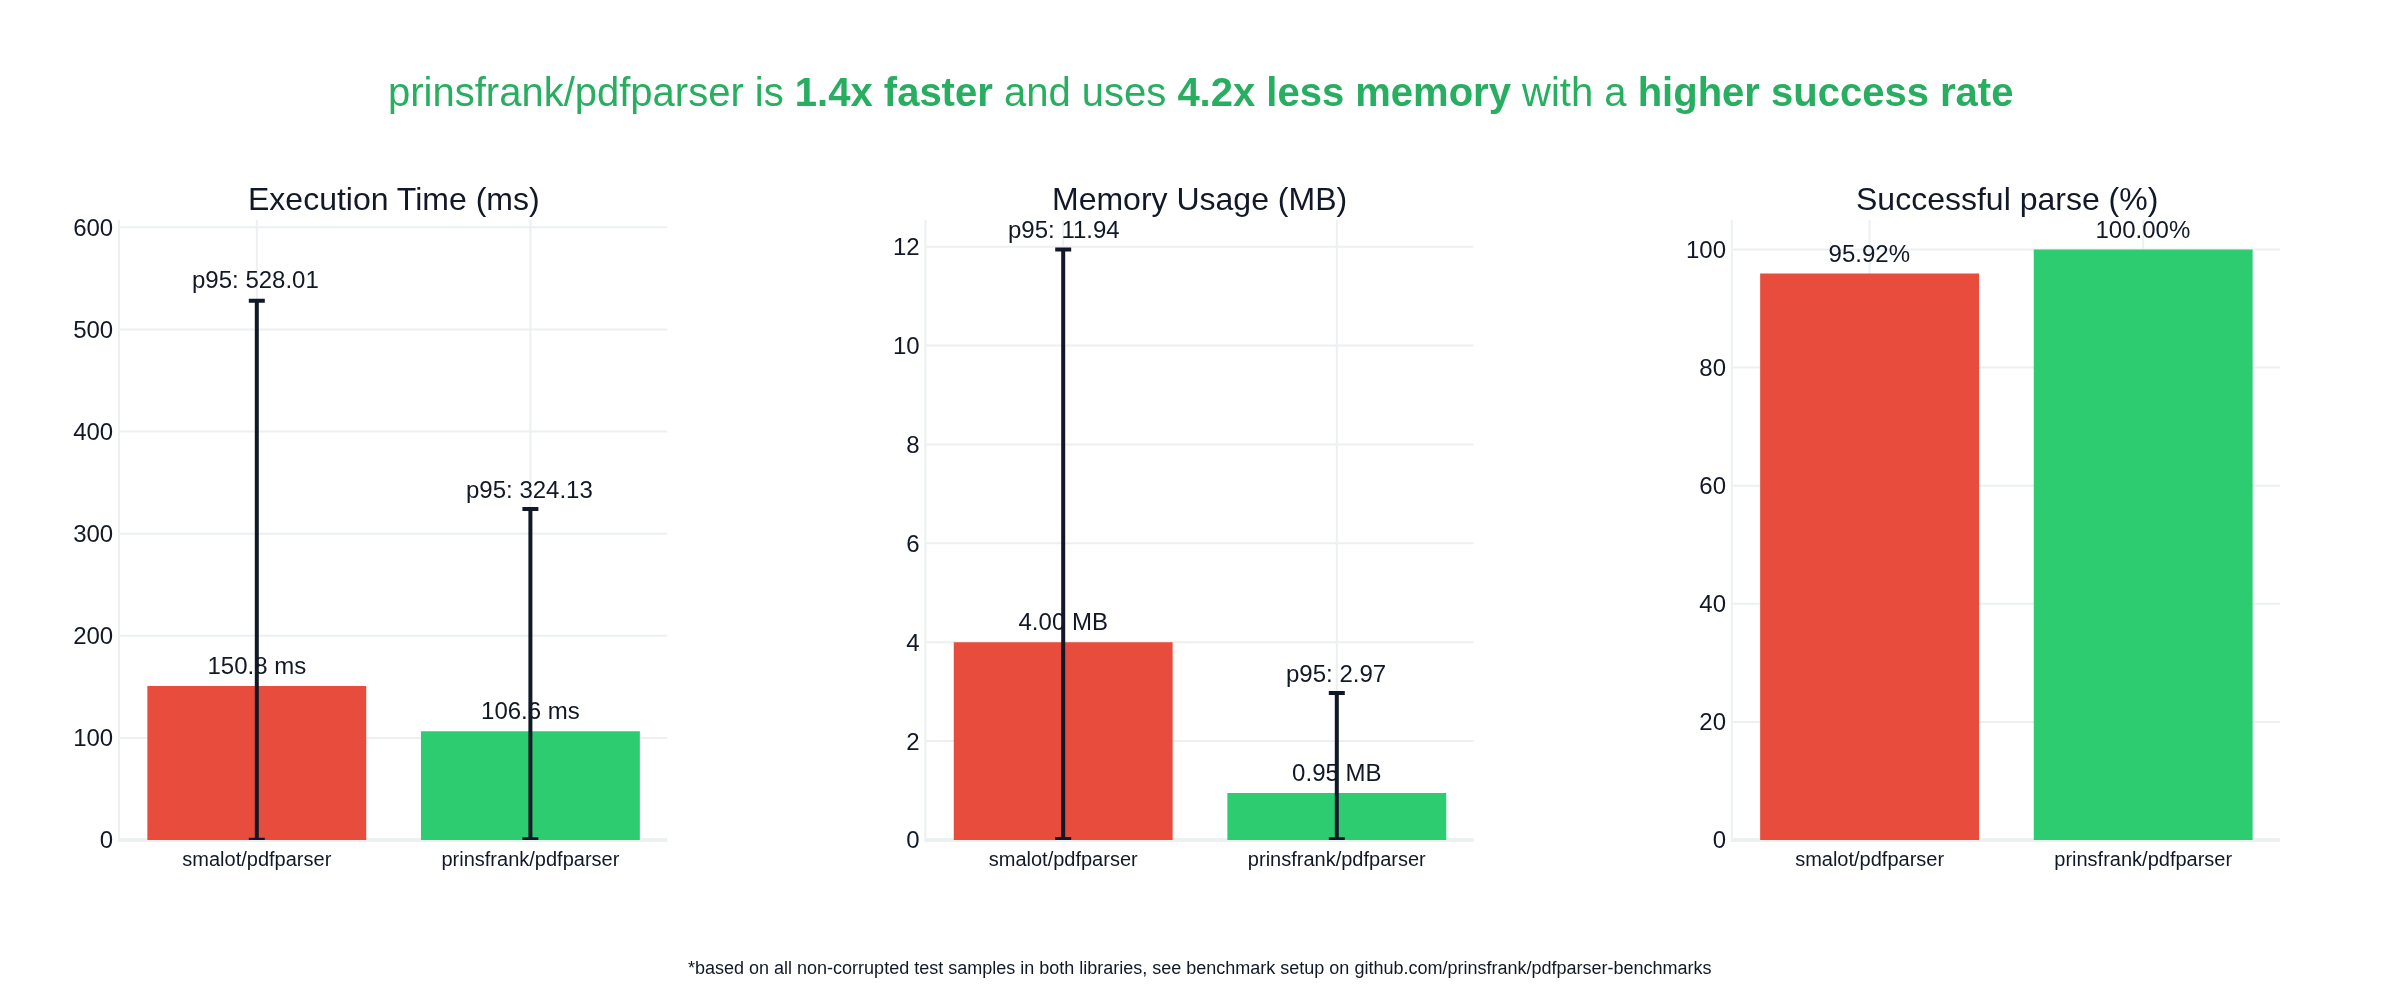 prinsfrank/pdfparser is 1.4x faster and uses 4.2x less memory with a higher success rate
Execution Time (ms)
600
500
400
300
200
100
0
p95: 528.01
150.8 ms
p95: 324.13
106.6 ms
smalot/pdfparser
prinsfrank/pdfparser
Memory Usage (MB)
12
10
8
6
4
2
0
p95: 11.94
4.00 MB
p95: 2.97
0.95 MB
smalot/pdfparser
prinsfrank/pdfparser
Successful parse (%)
100
80
60
40
20
0
95.92%
100.00%
smalot/pdfparser
prinsfrank/pdfparser
*based on all non-corrupted test samples in both libraries, see benchmark setup on github.com/prinsfrank/pdfparser-benchmarks